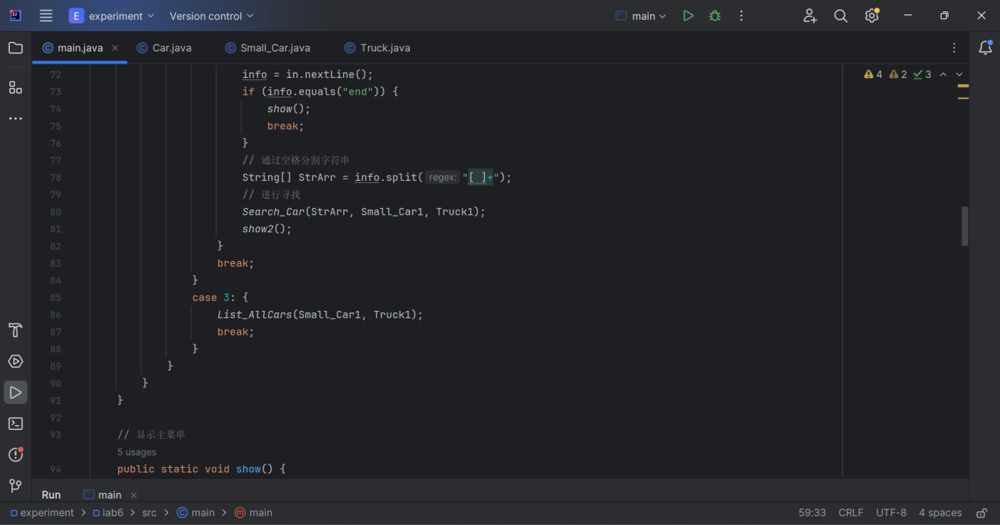 E experiment Version control main
main.java Car.java Small_Car.java Truck.java
4 2 3
72 info = in.nextLine();
73 if (info.equals("end")) {
74 show();
75 break;
76 }
77 // 通过空格分割字符串
78 String[] StrArr = info.split( regex: "[ ]+");
79 // 进行寻找
80 Search_Car(StrArr, Small_Car1, Truck1);
81 show2();
82 }
83 break;
84 }
85 case 3: {
86 List_AllCars(Small_Car1, Truck1);
87 break;
88 }
89 }
90 }
91 }
92
93 // 显示主菜单
5 usages
94 public static void show() {
Run main
experiment > lab6 > src > C main > m main 59:33 CRLF UTF-8 4 spaces